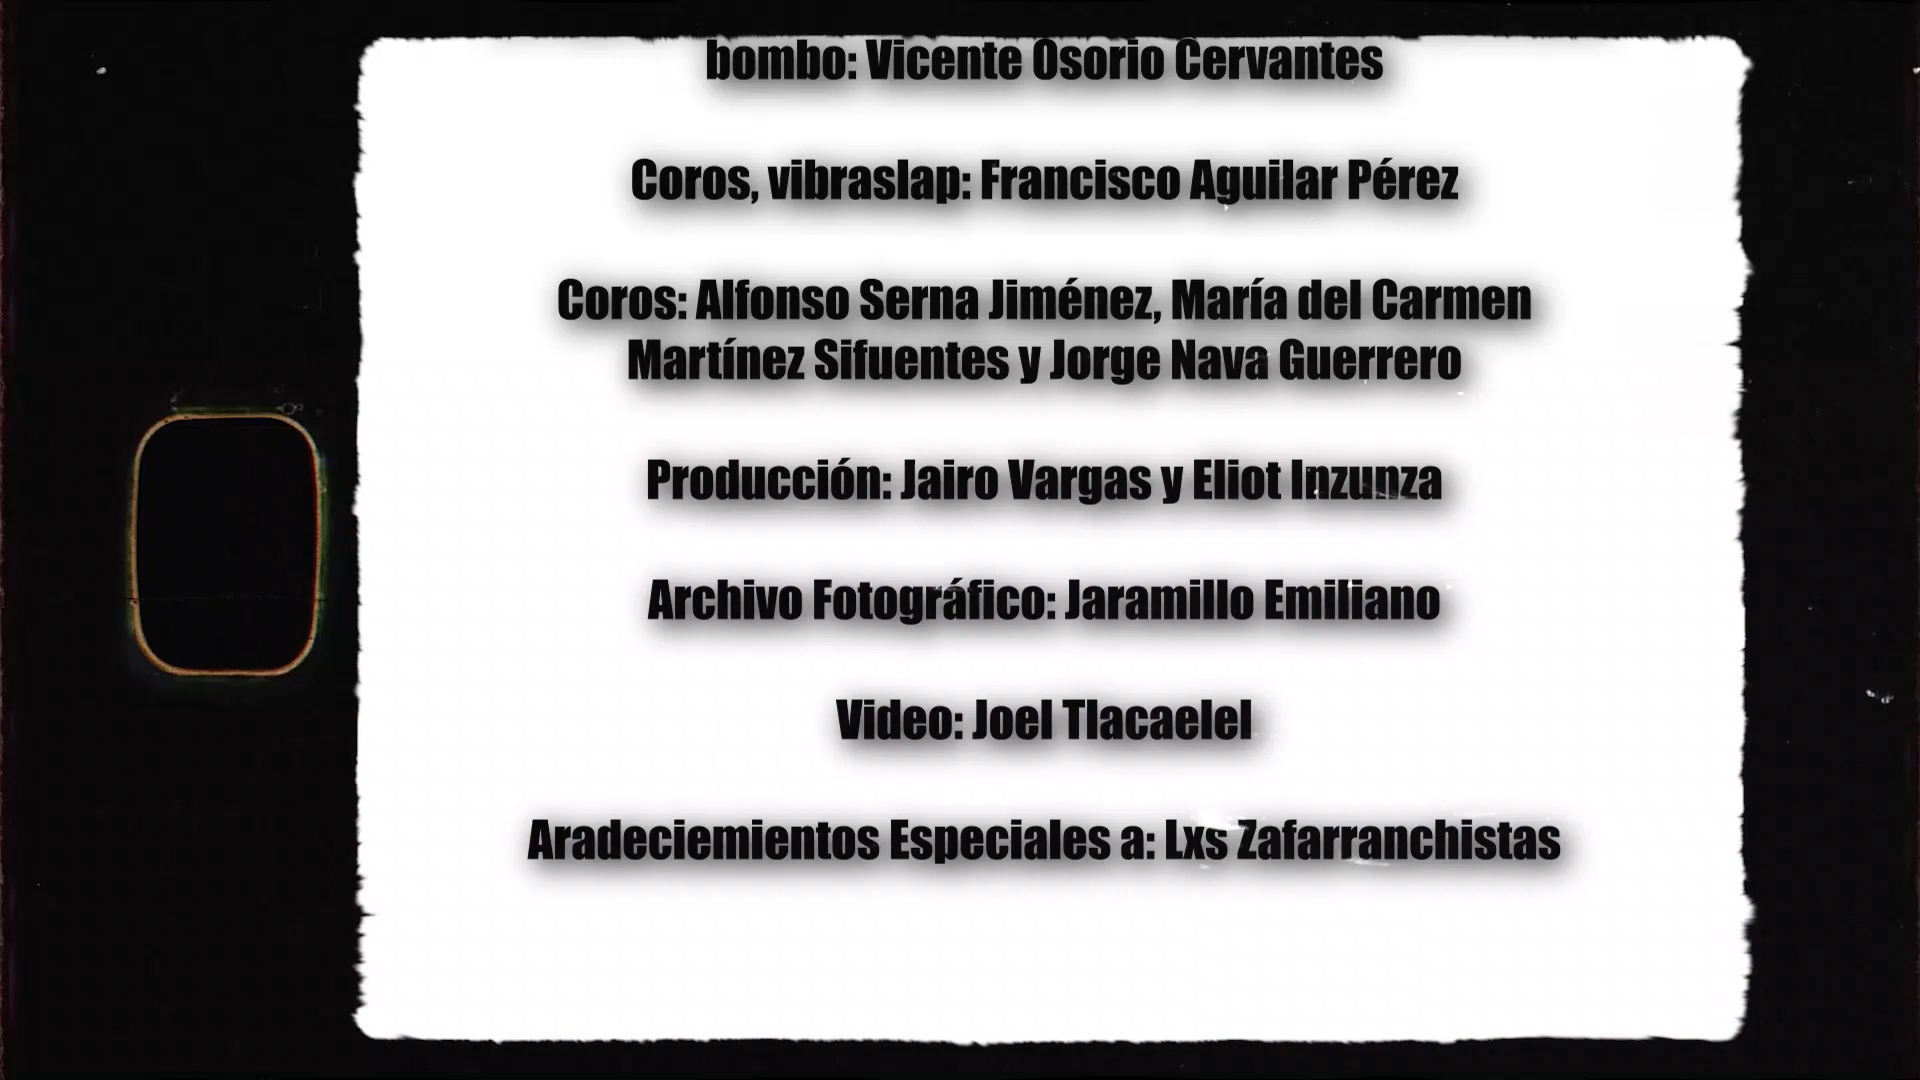 bombo: Vicente Osorio Cervantes
Coros, vibraslap: Francisco Aguilar Pérez
Coros: Alfonso Serna Jiménez, María del Carmen
Martínez Sifuentes y Jorge Nava Guerrero
Producción: Jairo Vargas y Eliot Inzunza
Archivo Fotográfico: Jaramillo Emiliano
Video: Joel Tlacaelel
Aradeciemientos Especiales a: Lxs Zafarranchistas